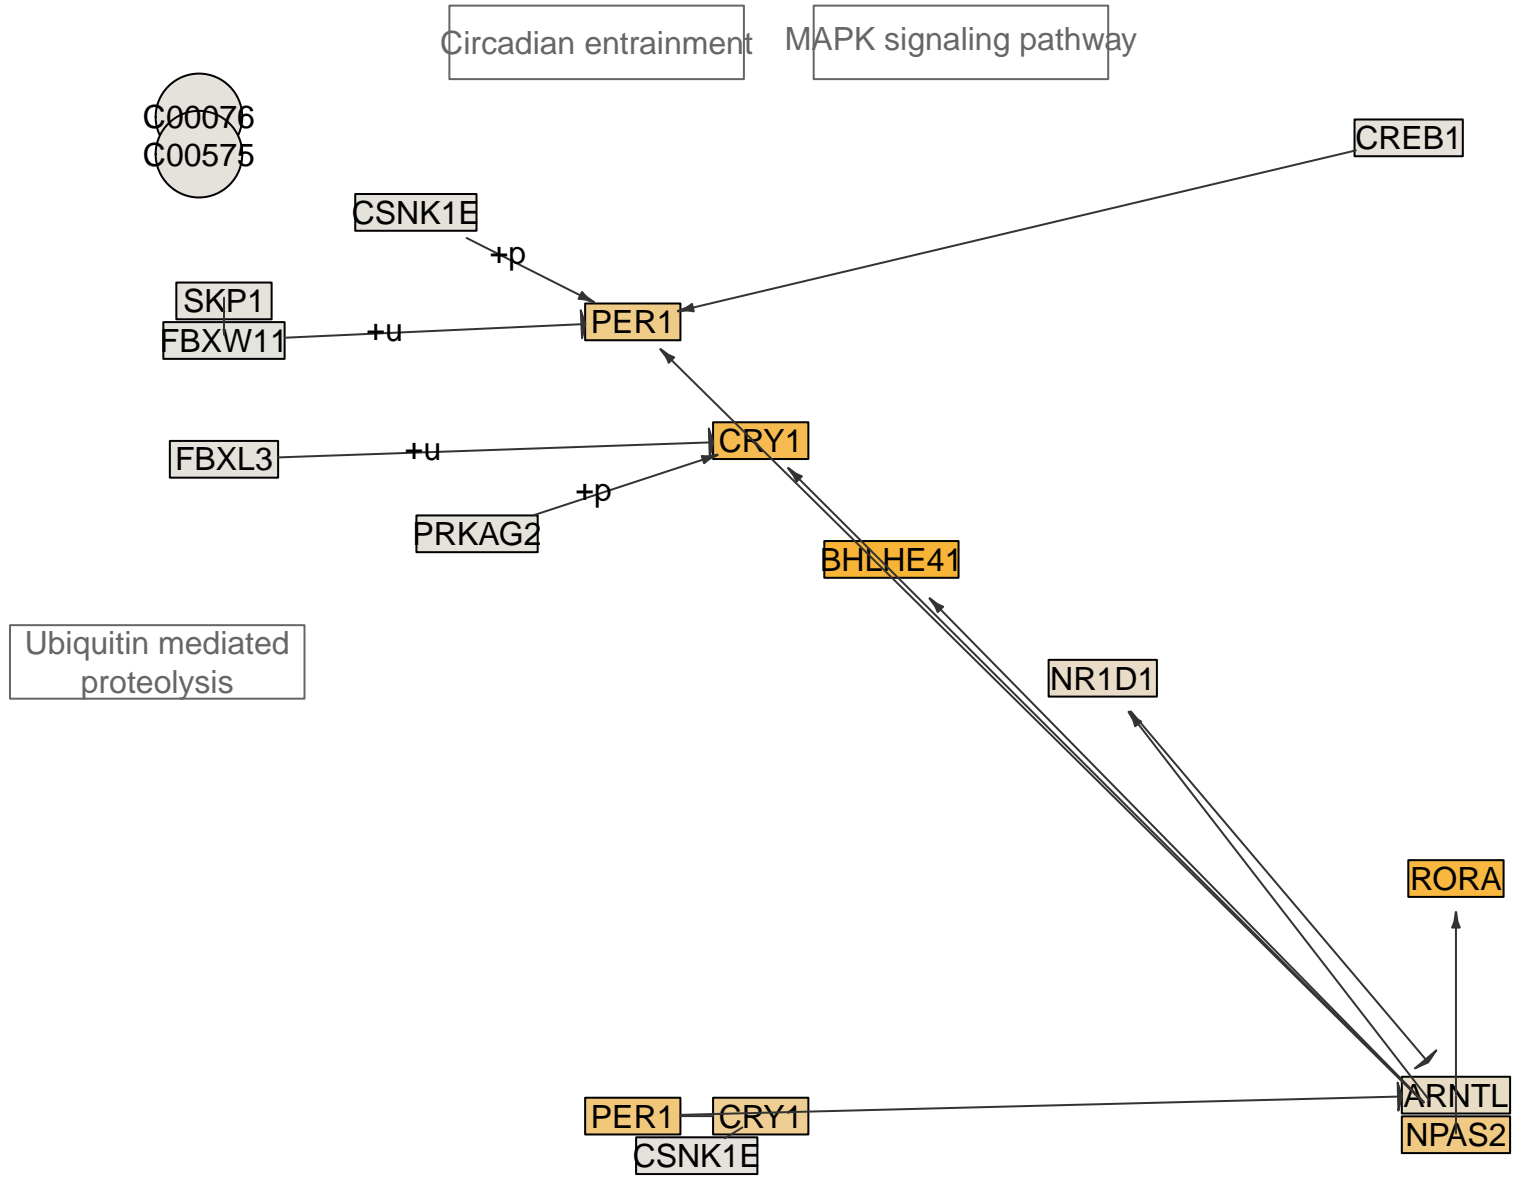 Circadian entrainment
MAPK signaling pathway
C00076
C00575
CREB1
CSNK1E
+p
SKP1
FBXW11
+u
PER1
FBXL3
+u
CRY1
+p
PRKAG2
BHLHE41
Ubiquitin mediated
proteolysis
NR1D1
RORA
ARNTL
NPAS2
PER1
CRY1
CSNK1E